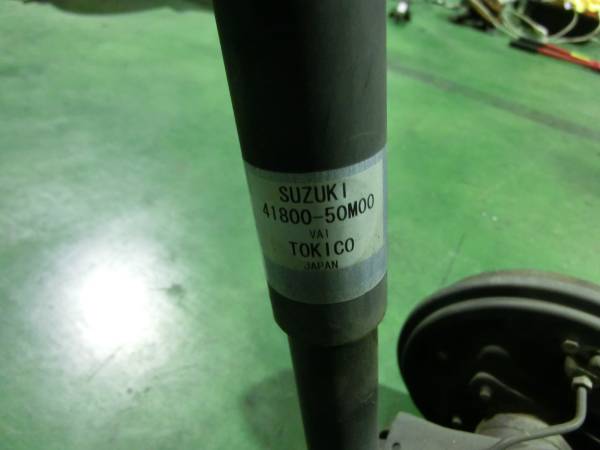 SUZUKI
41800-50M00
VA1
TOKICO
JAPAN